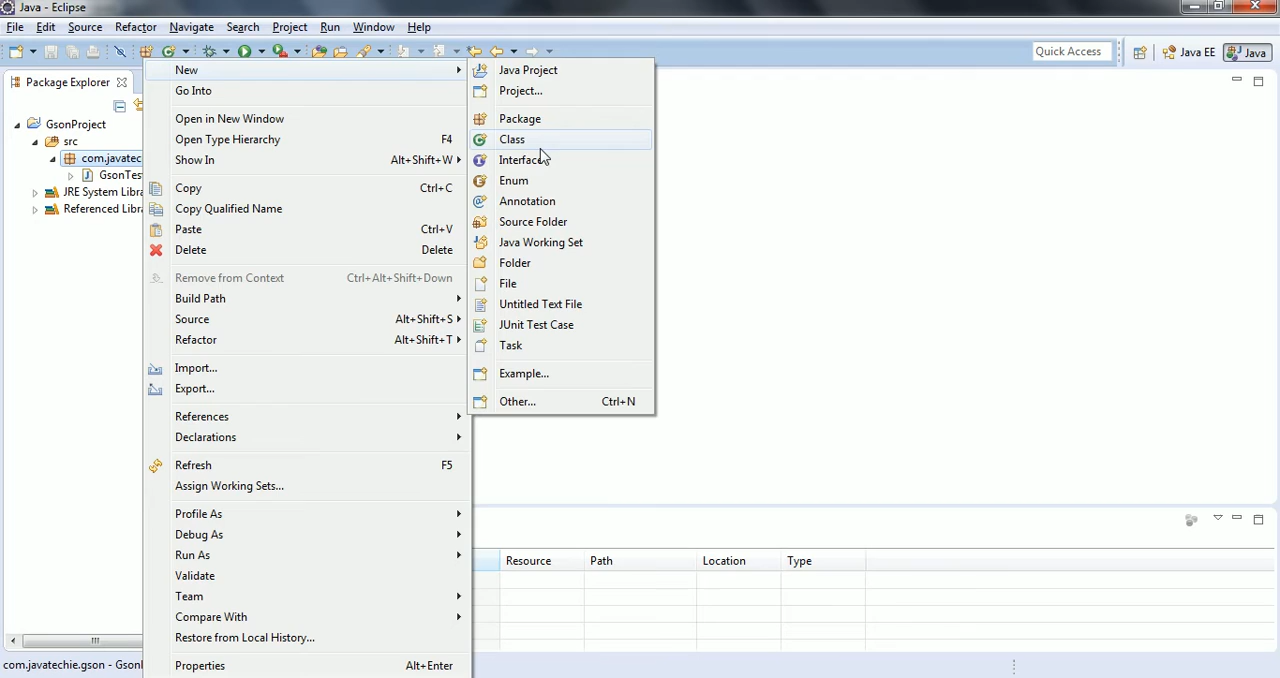 Java - Eclipse
File Edit Source Refactor Navigate Search Project Run Window Help
Quick Access Java EE Java
Package Explorer
GsonProject
src
com.javatec
GsonTes
JRE System Libra
Referenced Libra
New
Go Into
Open in New Window
Open Type Hierarchy F4
Show In Alt+Shift+W
Copy Ctrl+C
Copy Qualified Name
Paste Ctrl+V
Delete Delete
Remove from Context Ctrl+Alt+Shift+Down
Build Path
Source Alt+Shift+S
Refactor Alt+Shift+T
Import...
Export...
References
Declarations
Refresh F5
Assign Working Sets...
Profile As
Debug As
Run As
Validate
Team
Compare With
Restore from Local History...
Properties Alt+Enter
Java Project
Project...
Package
Class
Interface
Enum
Annotation
Source Folder
Java Working Set
Folder
File
Untitled Text File
JUnit Test Case
Task
Example...
Other... Ctrl+N
Resource Path Location Type
com.javatechie.gson - Gson